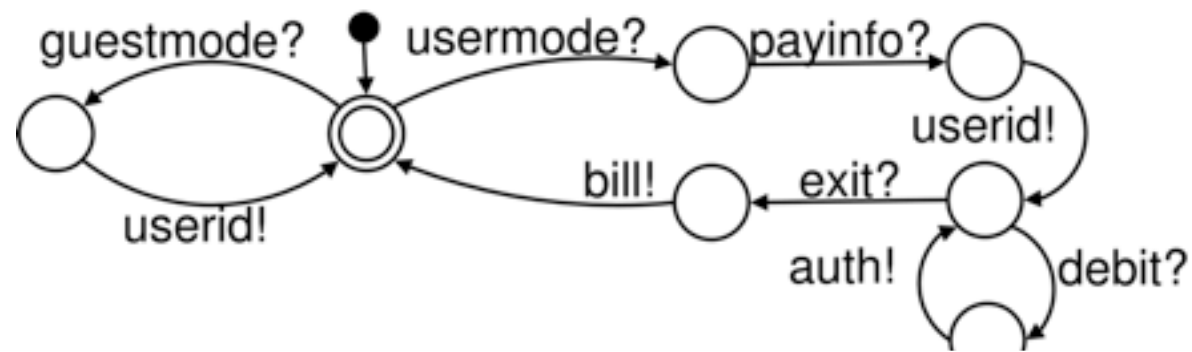 guestmode?
usermode?
payinfo?
userid!
bill!
exit?
userid!
auth!
debit?